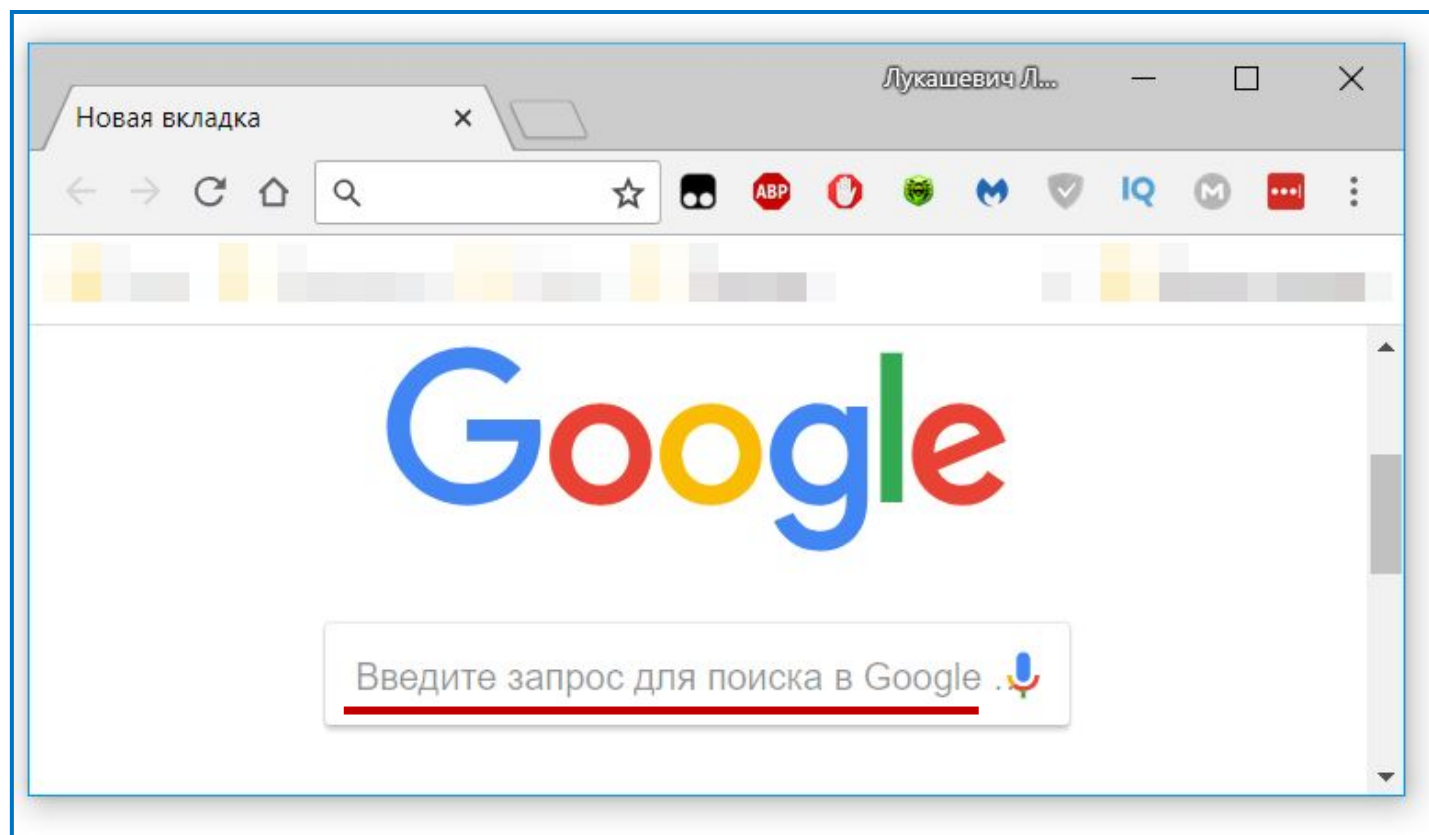 Лукашевич Л...
Новая вкладка
ABP
IQ
M
Google
Введите запрос для поиска в Google ...